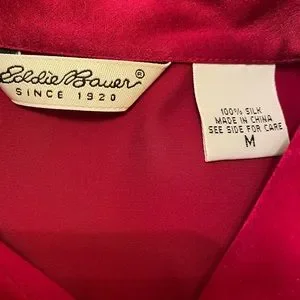 Eddie Bauer®
SINCE 1920
100% SILK
MADE IN CHINA
SEE SIDE FOR CARE
M